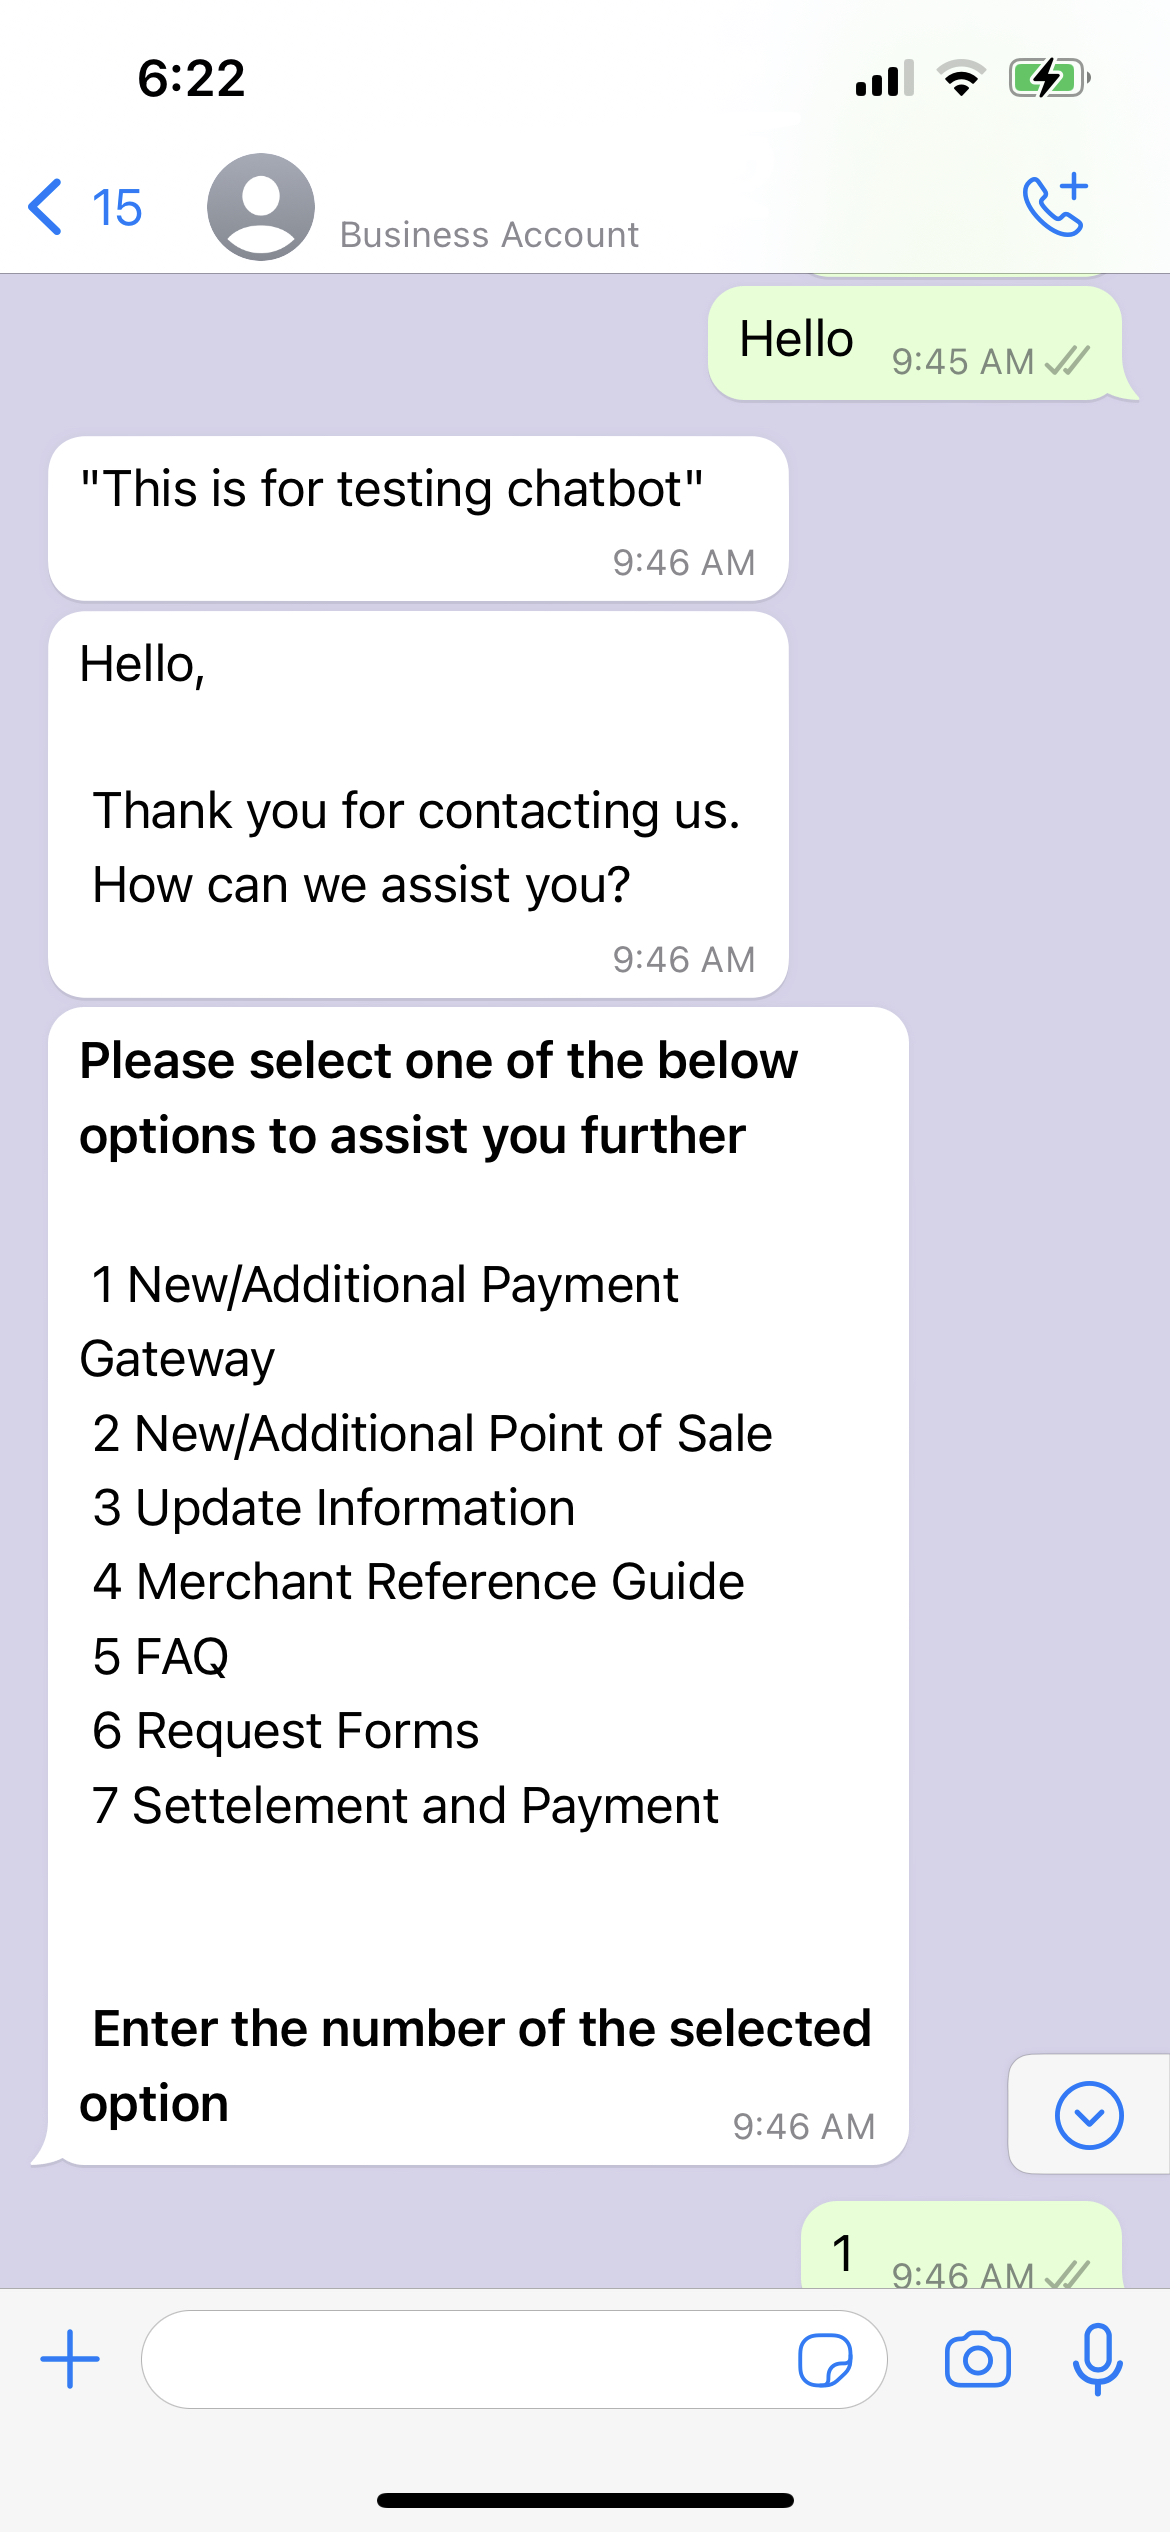 6:22
15
Business Account
Hello
9:45 AM
"This is for testing chatbot"
9:46 AM
Hello,
Thank you for contacting us.
How can we assist you?
9:46 AM
Please select one of the below
options to assist you further
1 New/Additional Payment
Gateway
2 New/Additional Point of Sale
3 Update Information
4 Merchant Reference Guide
5 FAQ
6 Request Forms
7 Settelement and Payment
Enter the number of the selected
option
9:46 AM
1
9:46 AM